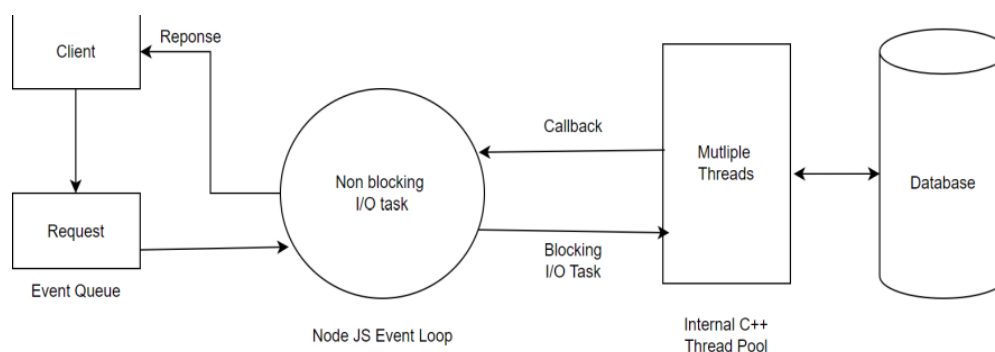 Client
Reponse
Request
Event Queue
Non blocking
I/O task
Node JS Event Loop
Callback
Blocking
I/O Task
Mutliple
Threads
Internal C++
Thread Pool
Database